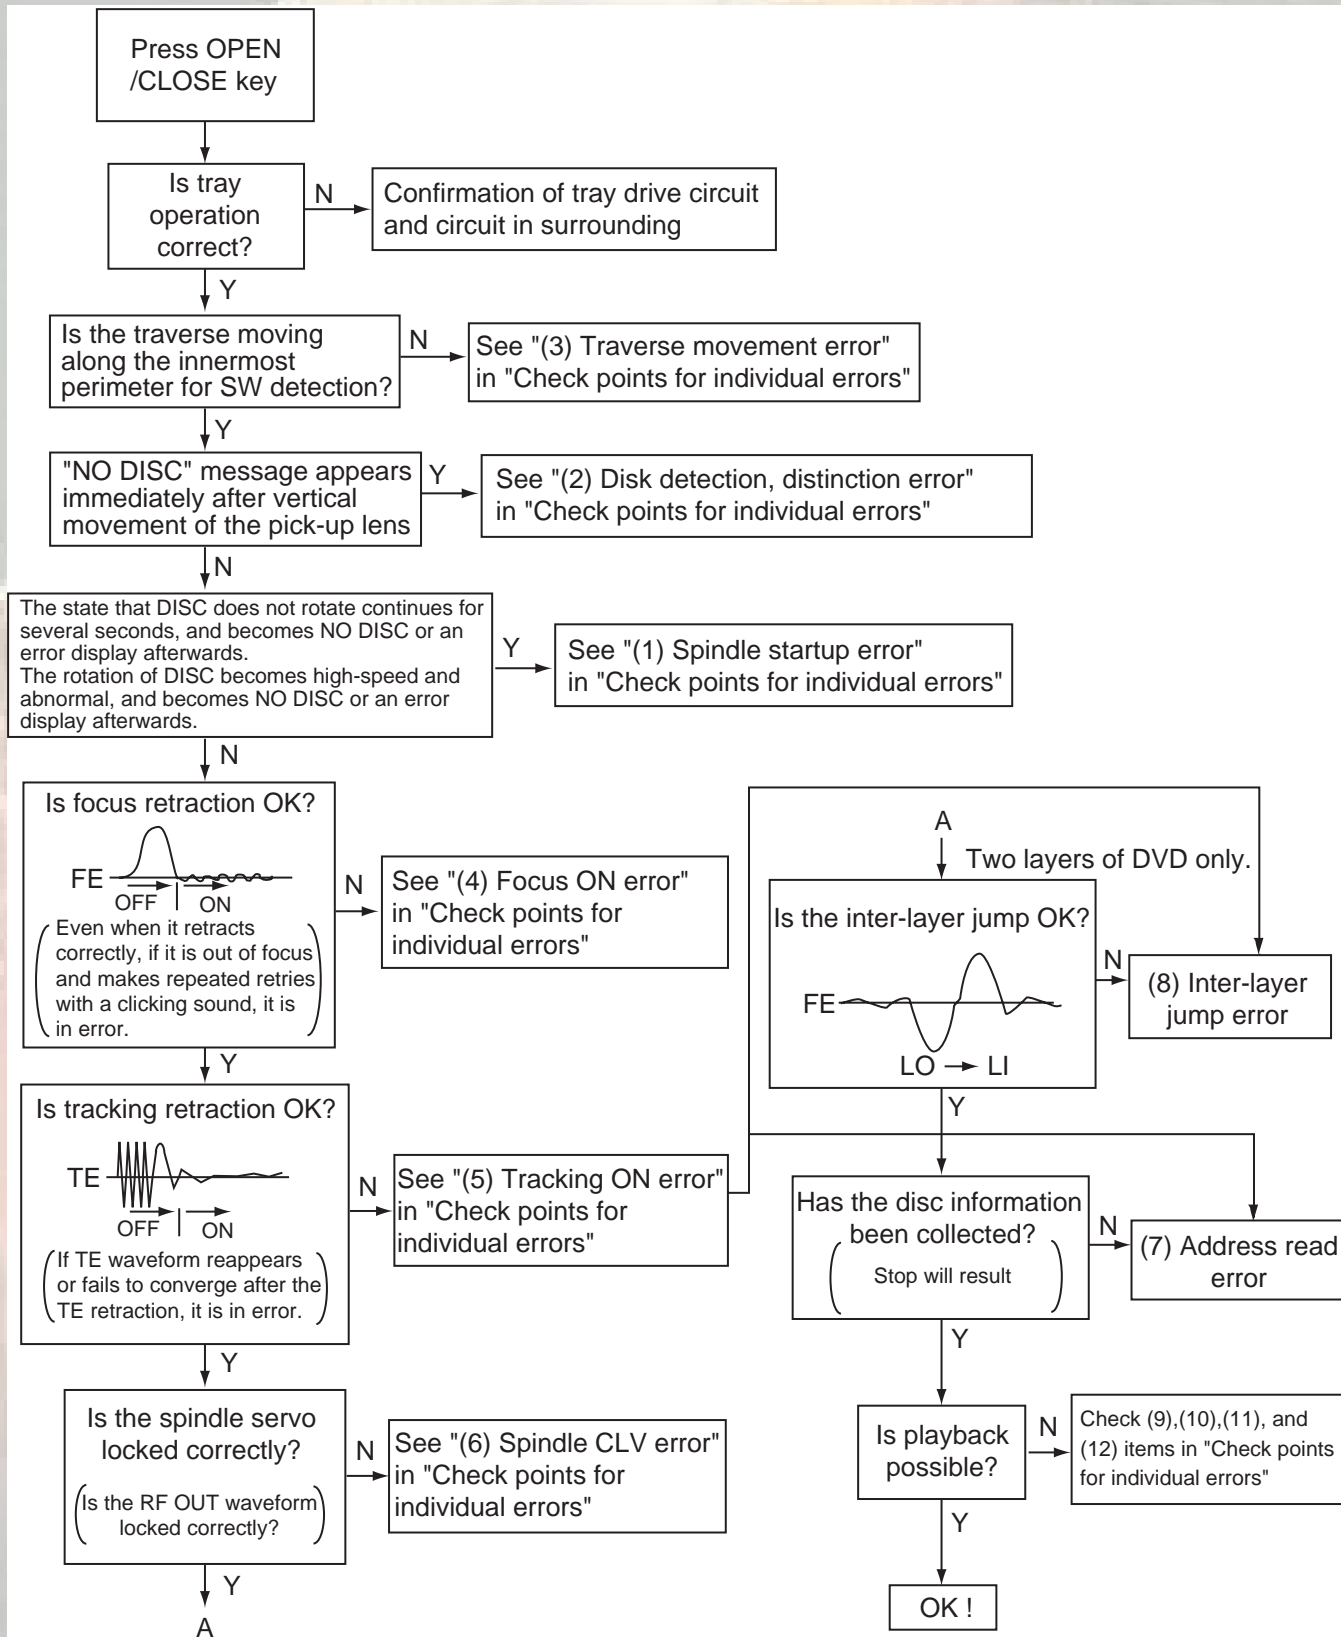 Press OPEN
/CLOSE key
Is tray
operation
correct?
N
Confirmation of tray drive circuit
and circuit in surrounding
Y
Is the traverse moving
along the innermost
perimeter for SW detection?
N
See "(3) Traverse movement error"
in "Check points for individual errors"
Y
"NO DISC" message appears
immediately after vertical
movement of the pick-up lens
Y
See "(2) Disk detection, distinction error"
in "Check points for individual errors"
N
The state that DISC does not rotate continues for
several seconds, and becomes NO DISC or an
error display afterwards.
The rotation of DISC becomes high-speed and
abnormal, and becomes NO DISC or an error
display afterwards.
Y
See "(1) Spindle startup error"
in "Check points for individual errors"
N
Is focus retraction OK?
FE
OFF
ON
(Even when it retracts
correctly, if it is out of focus
and makes repeated retries
with a clicking sound, it is
in error.)
N
See "(4) Focus ON error"
in "Check points for
individual errors"
Y
Is tracking retraction OK?
TE
OFF
ON
(If TE waveform reappears
or fails to converge after the
TE retraction, it is in error.)
N
See "(5) Tracking ON error"
in "Check points for
individual errors"
Y
Is the spindle servo
locked correctly?
(Is the RF OUT waveform
locked correctly?)
N
See "(6) Spindle CLV error"
in "Check points for
individual errors"
Y
A
A
Two layers of DVD only.
Is the inter-layer jump OK?
FE
LO → LI
N
(8) Inter-layer
jump error
Y
Has the disc information
been collected?
(Stop will result)
N
(7) Address read
error
Y
Is playback
possible?
N
Check (9),(10),(11), and
(12) items in "Check points
for individual errors"
Y
OK !